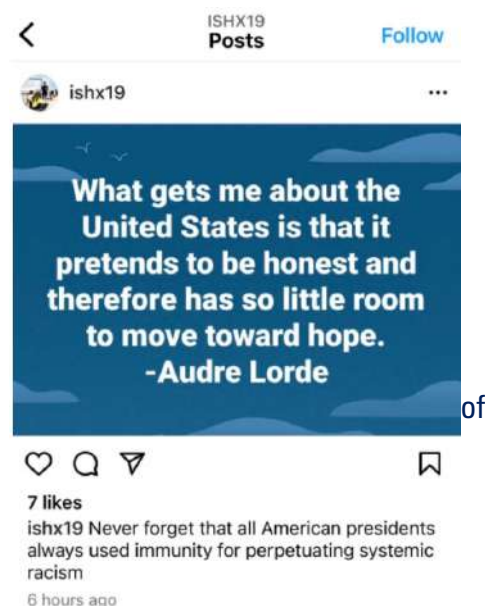 ISHX19
Posts
Follow
ishx19
What gets me about the
United States is that it
pretends to be honest and
therefore has so little room
to move toward hope.
-Audre Lorde
of
7 likes
ishx19 Never forget that all American presidents
always used immunity for perpetuating systemic
racism
6 hours ago